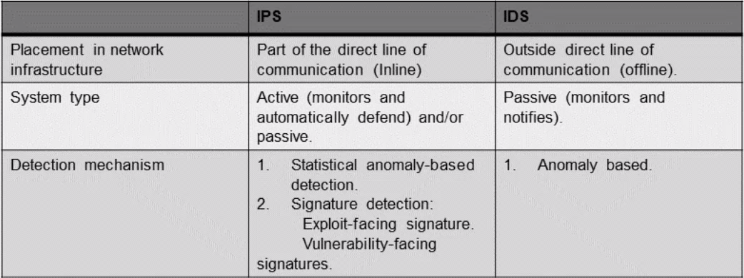 IPS IDS
Placement in network infrastructure
Part of the direct line of communication (Inline)
Outside direct line of communication (offline).
System type
Active (monitors and automatically defend) and/or passive.
Passive (monitors and notifies).
Detection mechanism
1. Statistical anomaly-based detection.
2. Signature detection:
Exploit-facing signature.
Vulnerability-facing signatures.
1. Anomaly based.